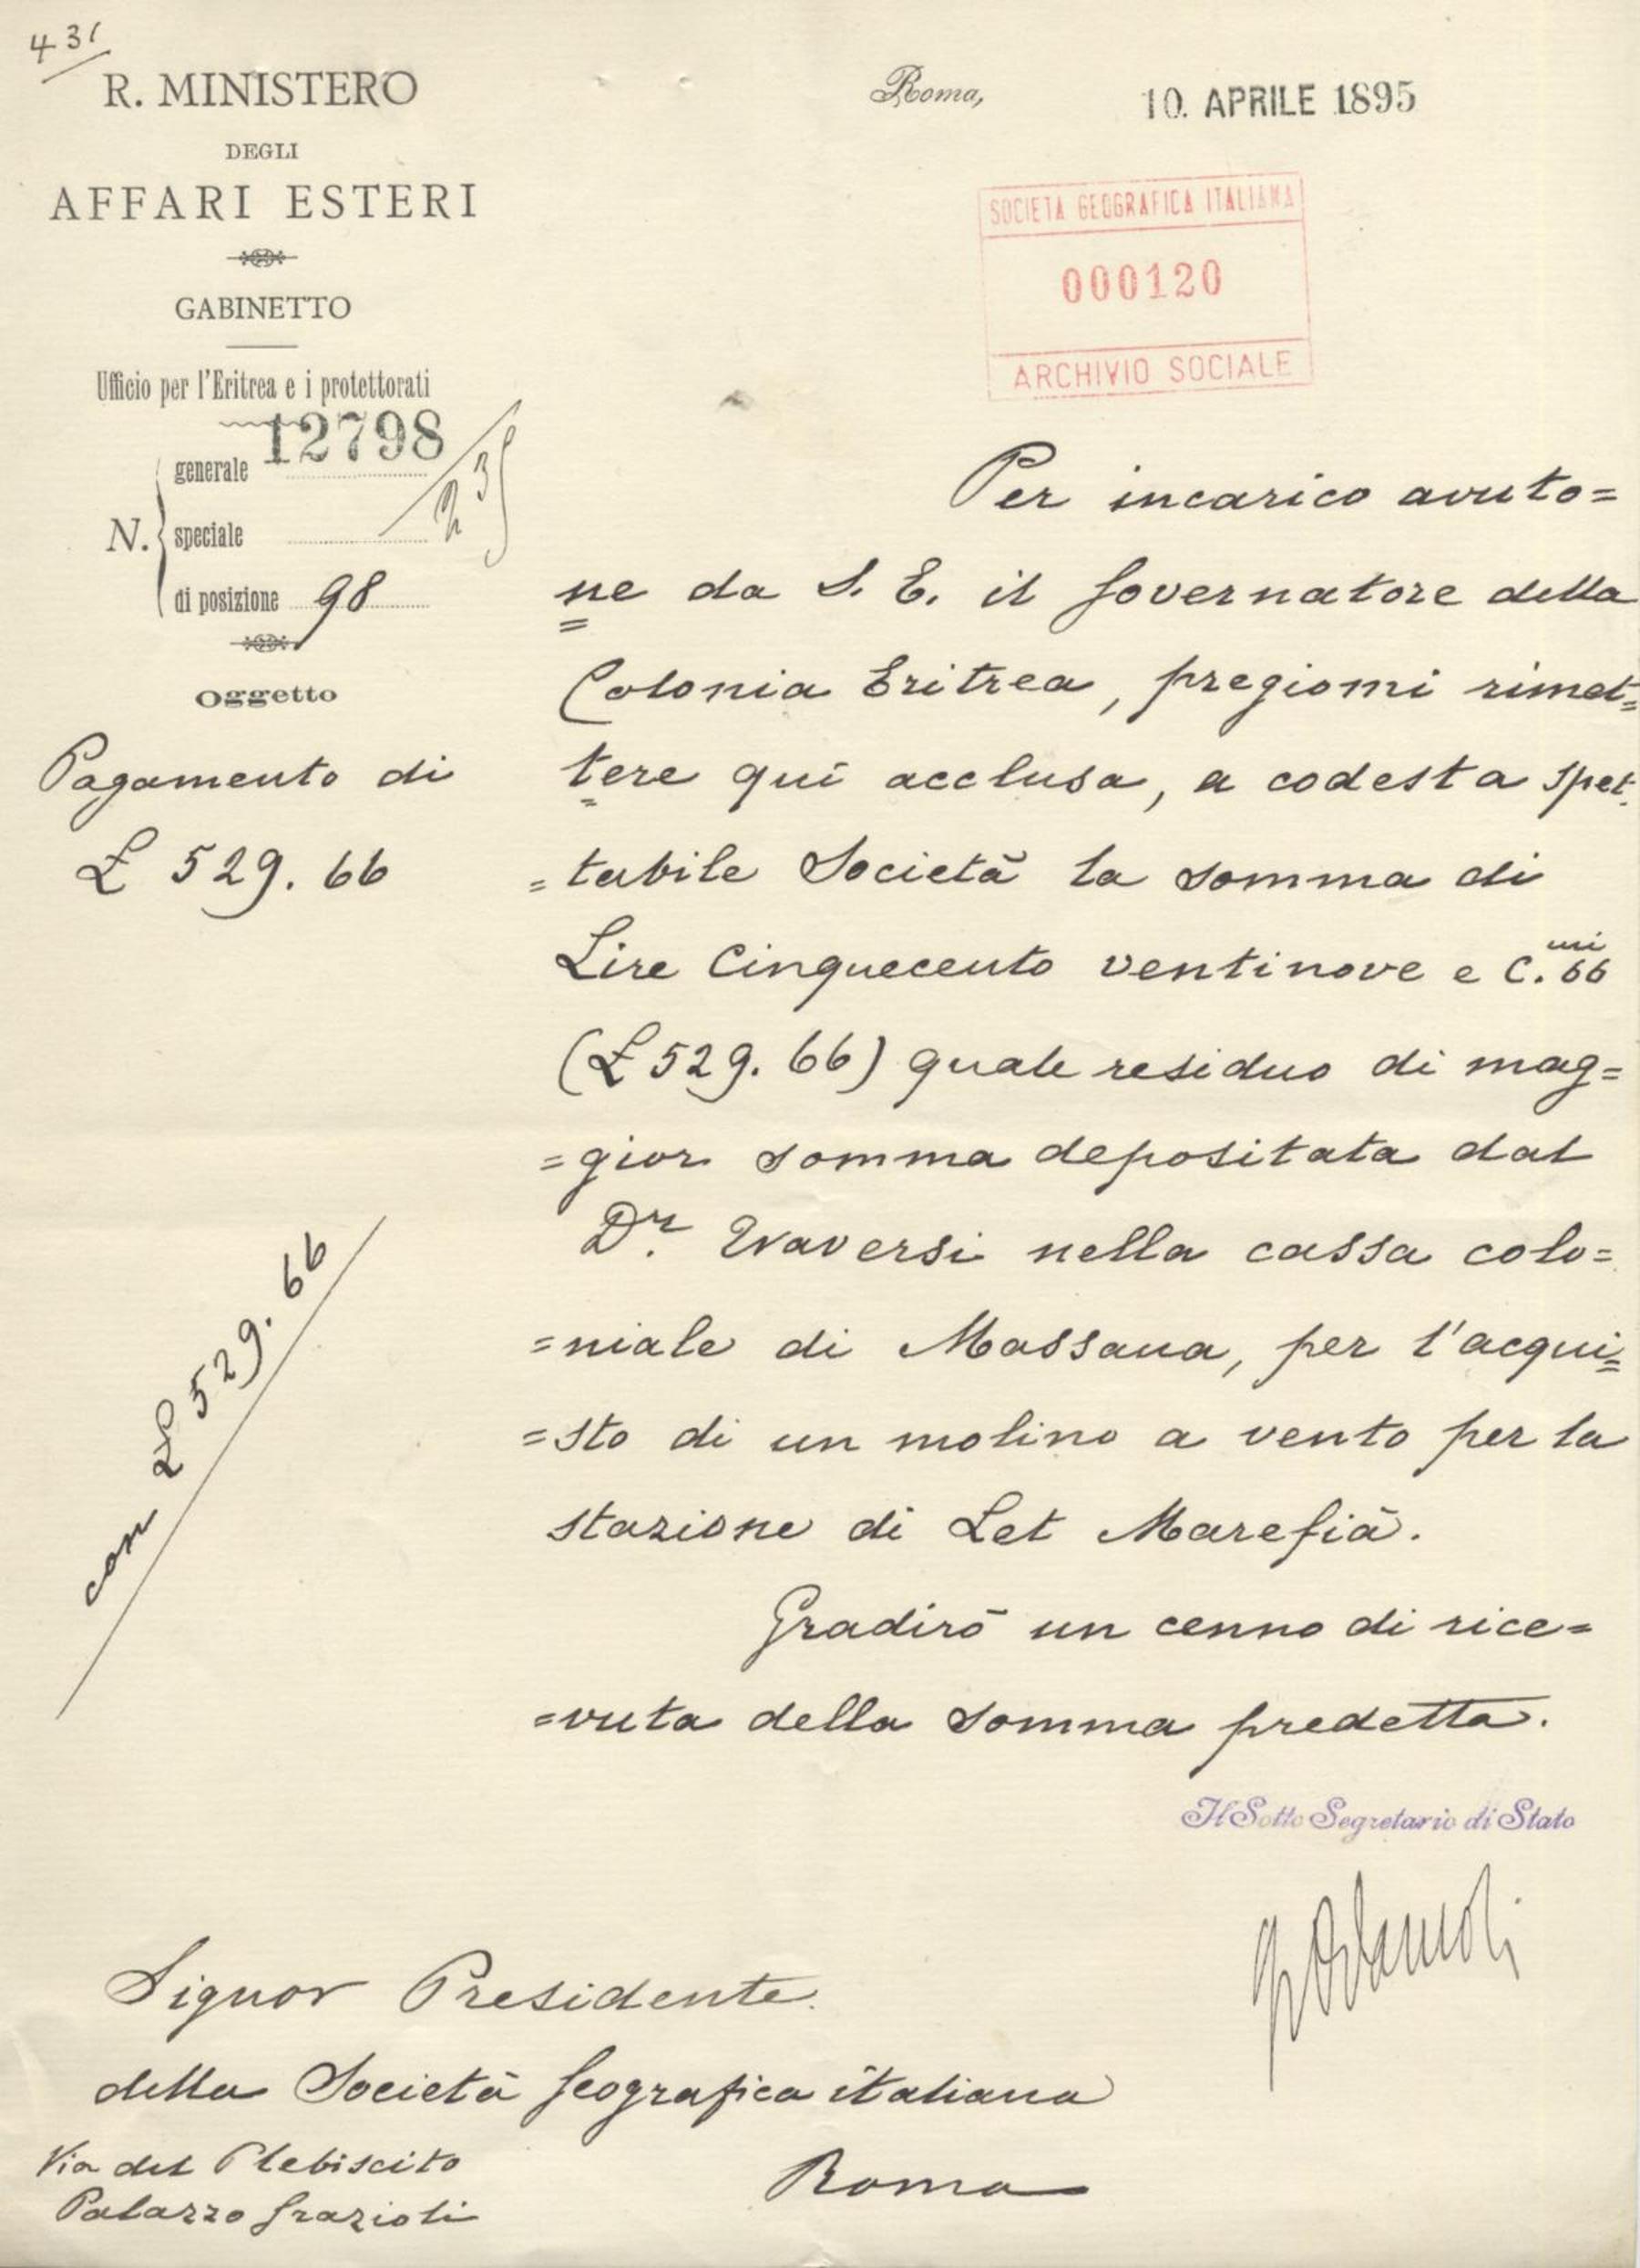 431
R. MINISTERO
DEGLI
AFFARI ESTERI
GABINETTO
Ufficio per l'Eritrea e i protettorati
N. generale 12798
speciale 235
di posizione 98
Oggetto
Pagamento di
£ 529.66
con £ 529.66
Roma, 10. APRILE 1895
SOCIETA GEOGRAFICA ITALIANA
000120
ARCHIVIO SOCIALE
Per incarico avuto=
ne da S. E. il Governatore della
Colonia Eritrea, pregiomi rimet=
tere qui acclusa, a codesta spet
=tabile Società la somma di
Lire Cinquecento ventinove e C.mi 66
(£ 529.66) quale residuo di mag=
=gior somma depositata dal
Dr. Traversi nella cassa colo=
=niale di Massaua, per l'acqui=
=sto di un molino a vento per la
stazione di Let Marefià.
Gradirò un cenno di rice=
=vuta della somma predetta.
Il Sotto Segretario di Stato
Signor Presidente
della Società Geografica italiana
Via del Plebiscito
Palazzo Grazioli
Roma